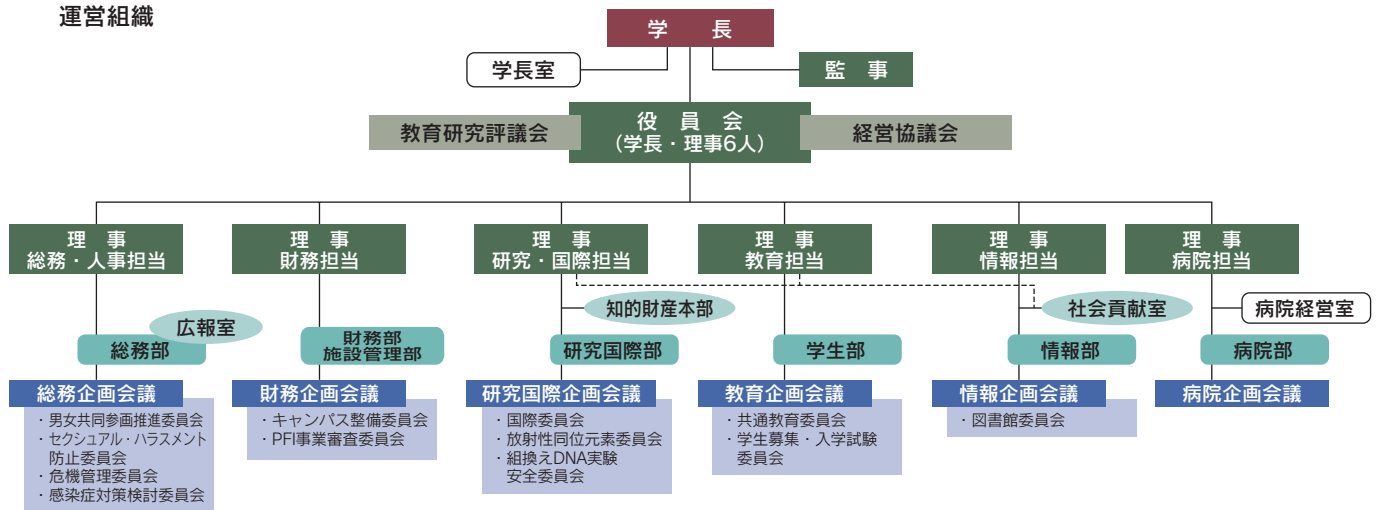 運営組織
学　長
学長室
監　事
教育研究評議会
役　員　会
（学長・理事6人）
経営協議会
理　事
総務・人事担当
理　事
財務担当
理　事
研究・国際担当
理　事
教育担当
理　事
情報担当
理　事
病院担当
広報室
知的財産本部
社会貢献室
病院経営室
総務部
財務部
施設管理部
研究国際部
学生部
情報部
病院部
総務企画会議
・男女共同参画推進委員会
・セクシュアル・ハラスメント
防止委員会
・危機管理委員会
・感染症対策検討委員会
財務企画会議
・キャンパス整備委員会
・PFI事業審査委員会
研究国際企画会議
・国際委員会
・放射性同位元素委員会
・組換えDNA実験
安全委員会
教育企画会議
・共通教育委員会
・学生募集・入学試験
委員会
情報企画会議
・図書館委員会
病院企画会議